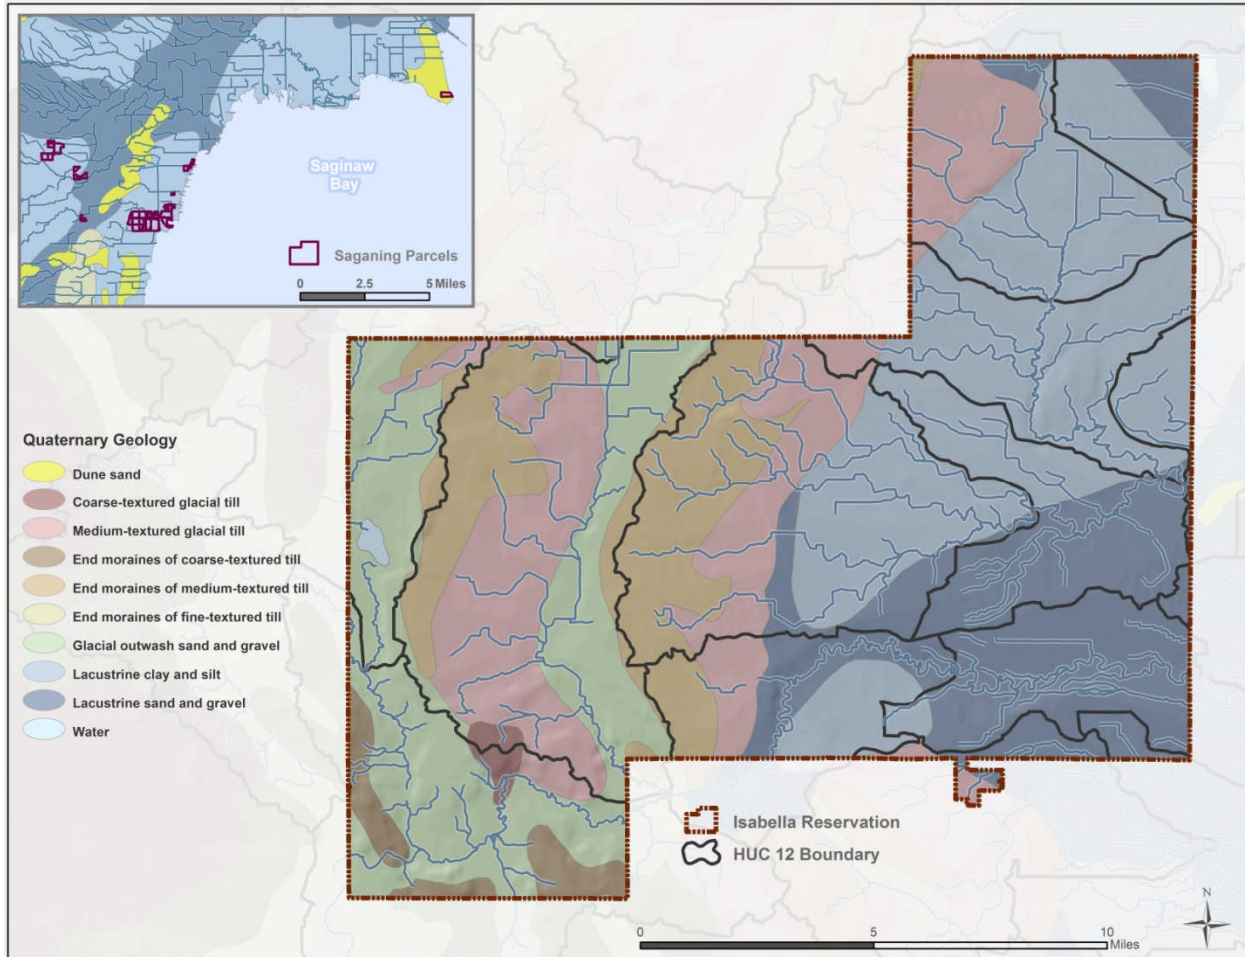 Saginaw
Bay
Saganing Parcels
0 2.5 5 Miles
Quaternary Geology
Dune sand
Coarse-textured glacial till
Medium-textured glacial till
End moraines of coarse-textured till
End moraines of medium-textured till
End moraines of fine-textured till
Glacial outwash sand and gravel
Lacustrine clay and silt
Lacustrine sand and gravel
Water
Isabella Reservation
HUC 12 Boundary
N
0 5 10
Miles